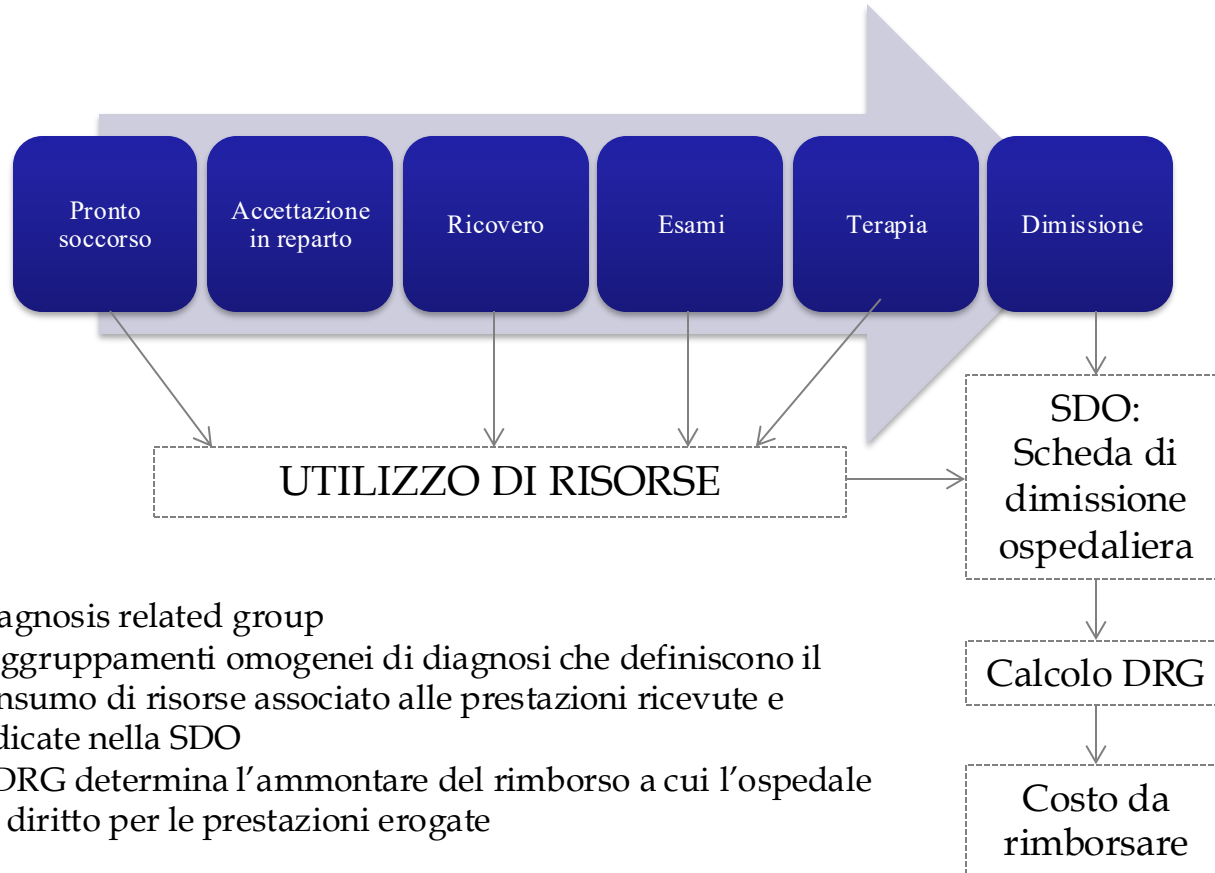 Pronto
soccorso
Accettazione
in reparto
Ricovero
Esami
Terapia
Dimissione
UTILIZZO DI RISORSE
SDO:
Scheda di
dimissione
ospedaliera
agnosis related group
aggruppamenti omogenei di diagnosi che definiscono il
nsumo di risorse associato alle prestazioni ricevute e
dicate nella SDO
DRG determina l'ammontare del rimborso a cui l'ospedale
diritto per le prestazioni erogate
Calcolo DRG
Costo da
rimborsare